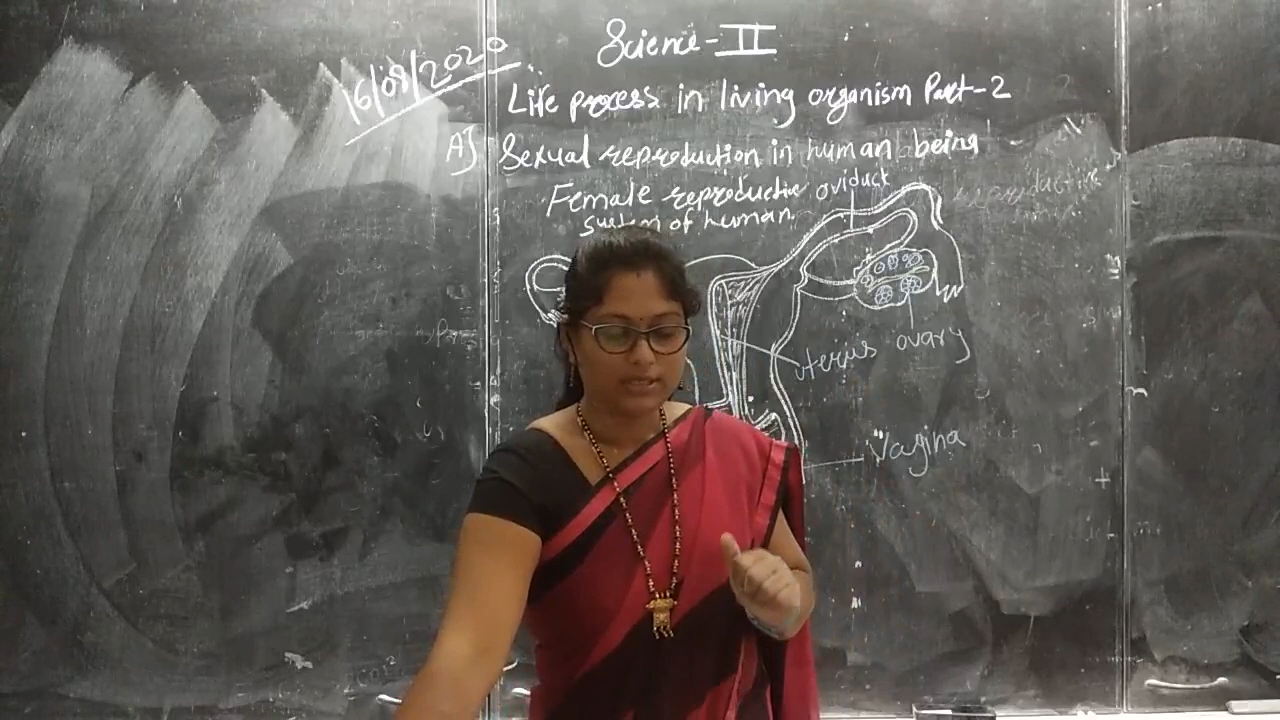 Science-II
16/09/2020
Life process in living organism Part-2
A] Sexual reproduction in human being
Female reproductive
system of human
oviduct
uterus
ovary
Vagina